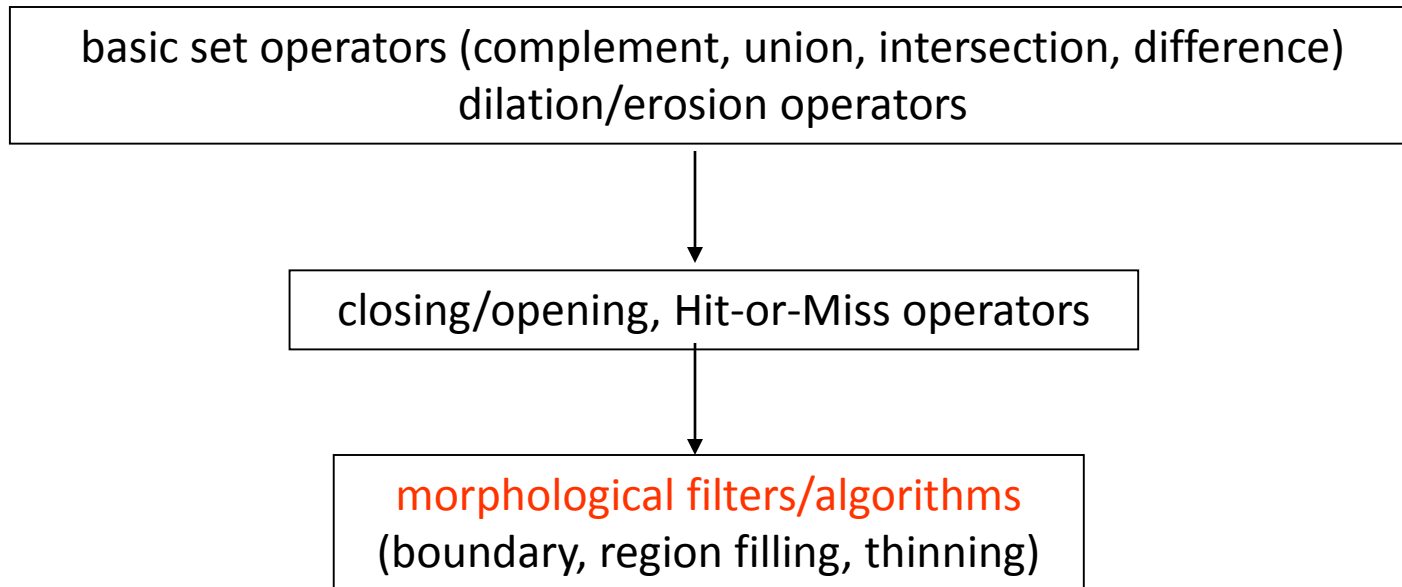 basic set operators (complement, union, intersection, difference)
dilation/erosion operators
closing/opening, Hit-or-Miss operators
morphological filters/algorithms
(boundary, region filling, thinning)